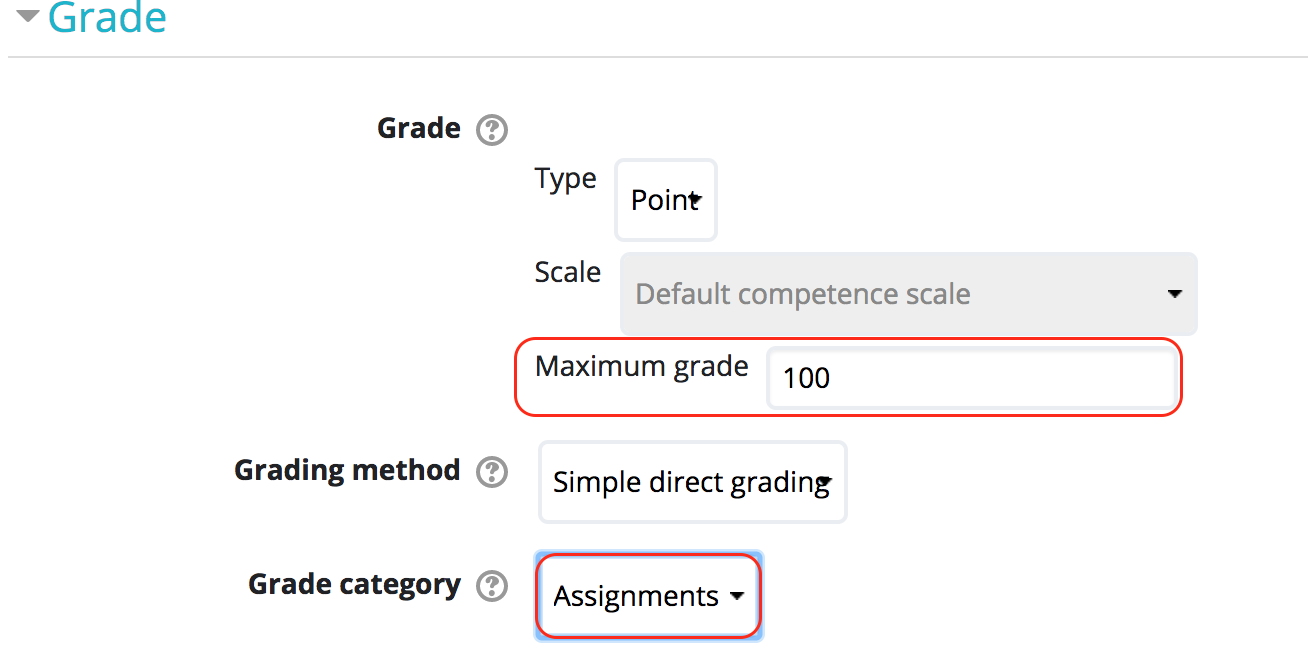 Grade
Grade ?
Type Point
Scale Default competence scale
Maximum grade 100
Grading method ? Simple direct grading
Grade category ? Assignments